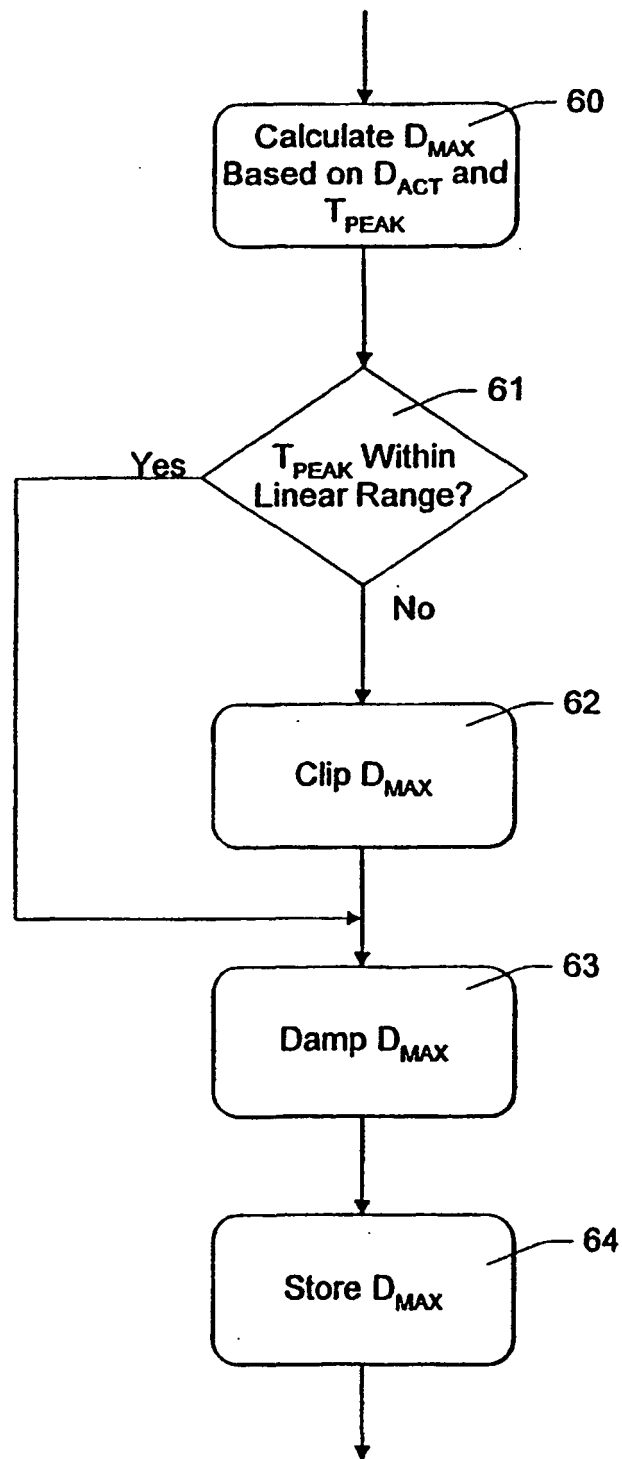 60
Calculate D_MAX
Based on D_ACT and
T_PEAK
61
Yes
T_PEAK Within
Linear Range?
No
62
Clip D_MAX
63
Damp D_MAX
64
Store D_MAX